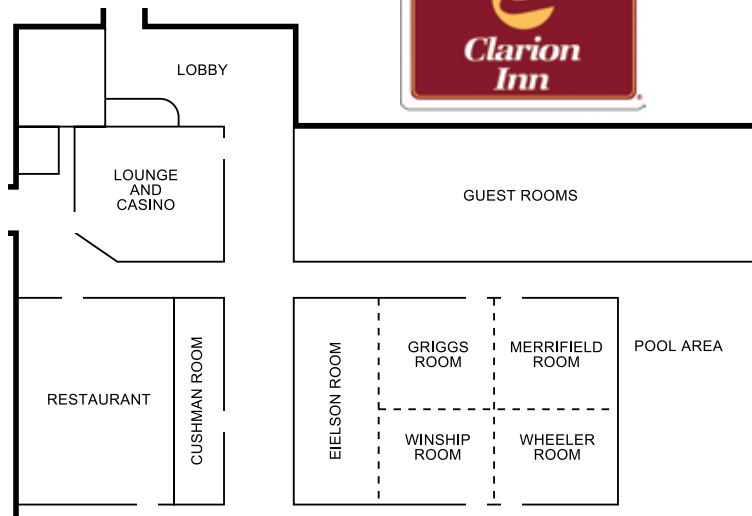 Clarion
Inn
LOBBY
LOUNGE
AND
CASINO
GUEST ROOMS
RESTAURANT
CUSHMAN ROOM
EIELSON ROOM
GRIGGS
ROOM
MERRIFIELD
ROOM
POOL AREA
WINSHIP
ROOM
WHEELER
ROOM